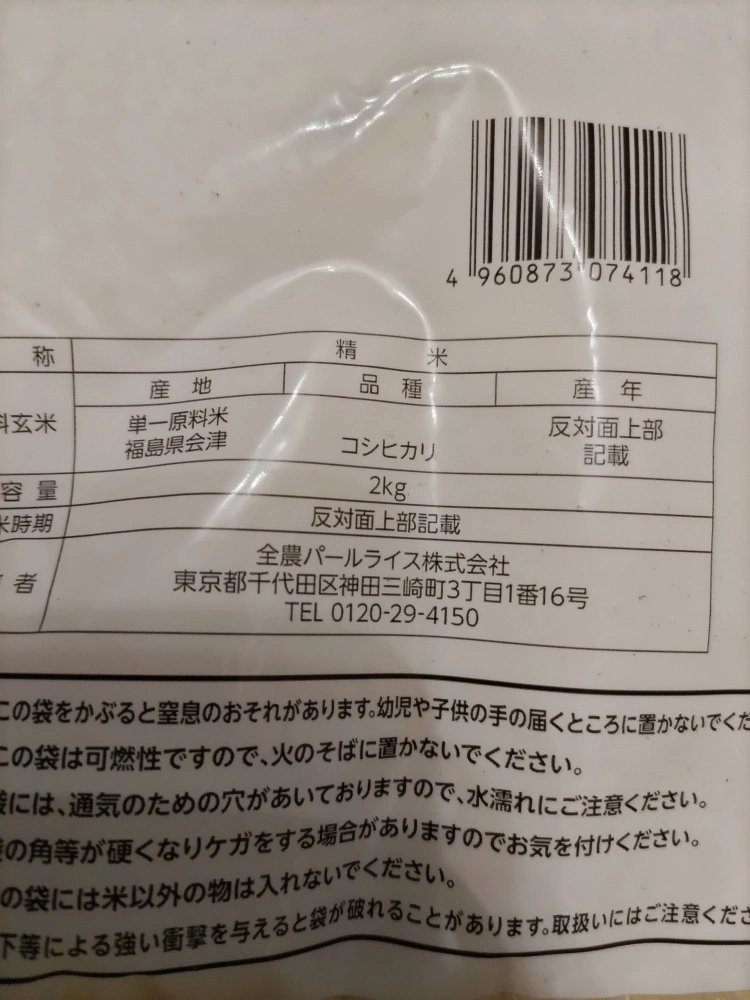 4 960873 074118
称 精 米
産 地 品 種 産 年
料玄米 単一原料米 福島県会津 コシヒカリ 反対面上部 記載
容 量 2kg
米時期 反対面上部記載
者 全農パールライス株式会社
東京都千代田区神田三崎町3丁目1番16号
TEL 0120-29-4150
この袋をかぶると窒息のおそれがあります。幼児や子供の手の届くところに置かないでくだ
この袋は可燃性ですので、火のそばに置かないでください。
袋には、通気のための穴があいておりますので、水濡れにご注意ください。
袋の角等が硬くなりケガをする場合がありますのでお気を付けください。
の袋には米以外の物は入れないでください。
下等による強い衝撃を与えると袋が破れることがあります。取扱いにはご注意くださ